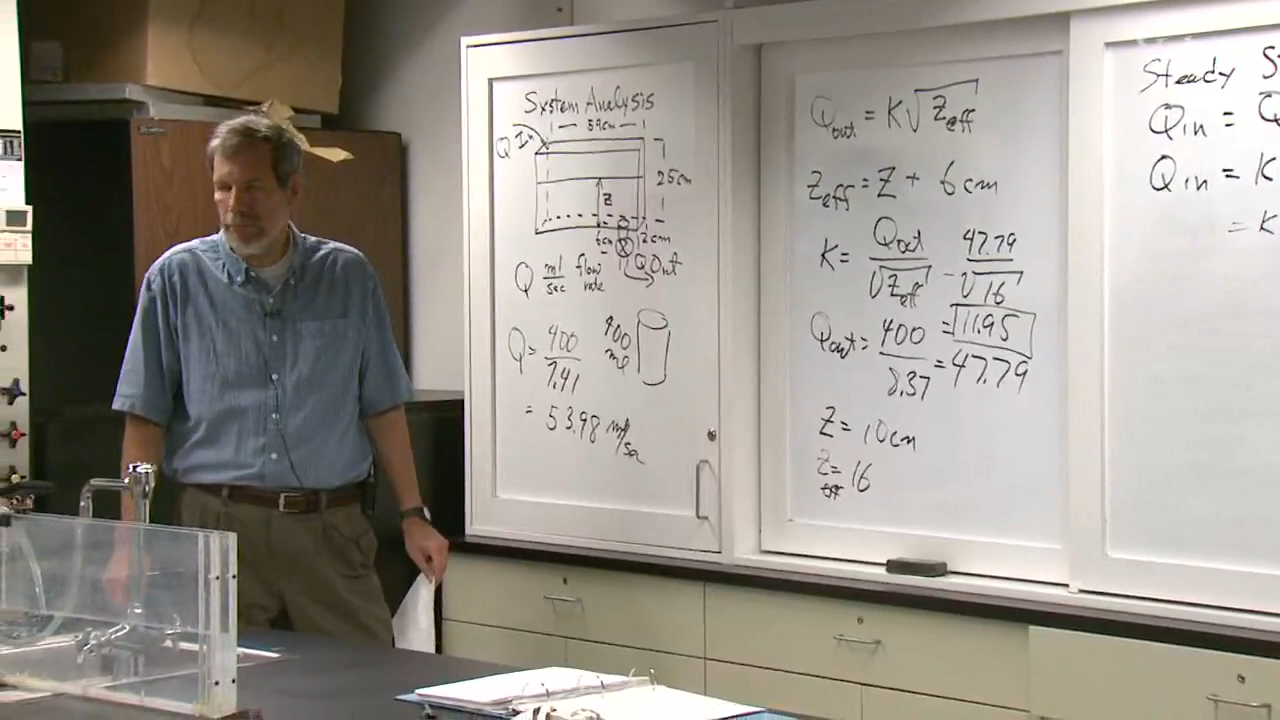 System Analysis
59cm
Q In
25cm
Z
6cm 2cm
Q Out
Q ml/sec flow rate
Q = 400/7.41
400 ml
= 53.98 ml/sec
Qout = K√Zeff
Zeff = Z + 6cm
K = Qout/√Zeff - 47.79/√16
= 11.95
Qout = 400/8.37 = 47.79
Z = 10cm
Zeff = 16
Steady S
Qin = Q
Qin = K
= K